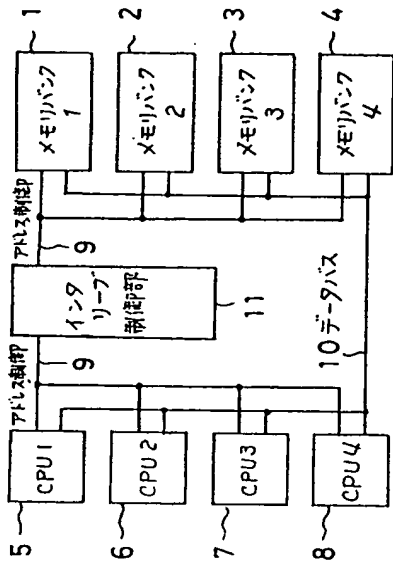 1
メモリバンク
1
2
メモリバンク
2
3
メモリバンク
3
4
メモリバンク
4
アドレス制御
9
インタ
リーブ
制御部
11
アドレス制御
9
10 データバス
CPU1
5
CPU2
6
CPU3
7
CPU4
8